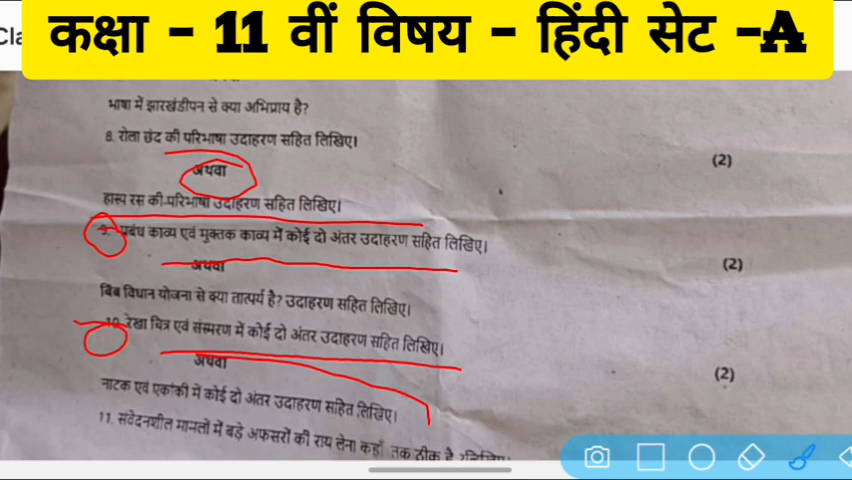 कक्षा - 11 वीं विषय - हिंदी सेट -A
Cla
भाषा में झारखंडीपन से क्या अभिप्राय है?
8. रोला छंद की परिभाषा उदाहरण सहित लिखिए। (2)
अथवा
हास्य रस की परिभाषा उदाहरण सहित लिखिए।
9. प्रबंध काव्य एवं मुक्तक काव्य में कोई दो अंतर उदाहरण सहित लिखिए। (2)
अथवा
बिंब विधान योजना से क्या तात्पर्य है? उदाहरण सहित लिखिए।
10. रेखा चित्र एवं संस्मरण में कोई दो अंतर उदाहरण सहित लिखिए। (2)
अथवा
नाटक एवं एकांकी में कोई दो अंतर उदाहरण सहित लिखिए।
11. संवेदनशील मामलों में बड़े अफसरों की राय लेना कहाँ तक ठीक है